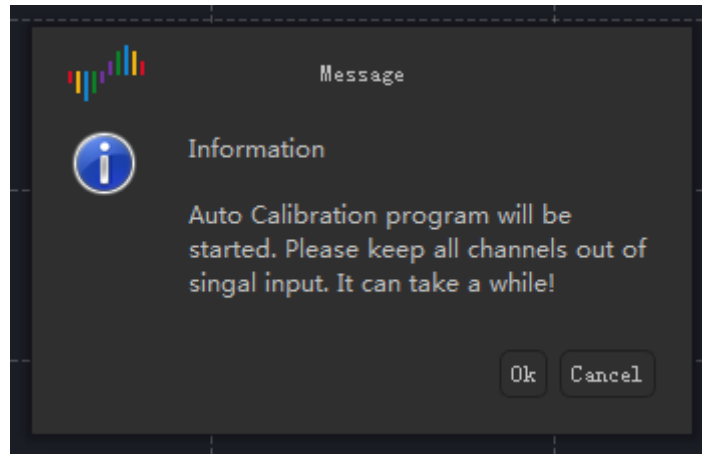 Message
Information
Auto Calibration program will be
started. Please keep all channels out of
singal input. It can take a while!
Ok Cancel